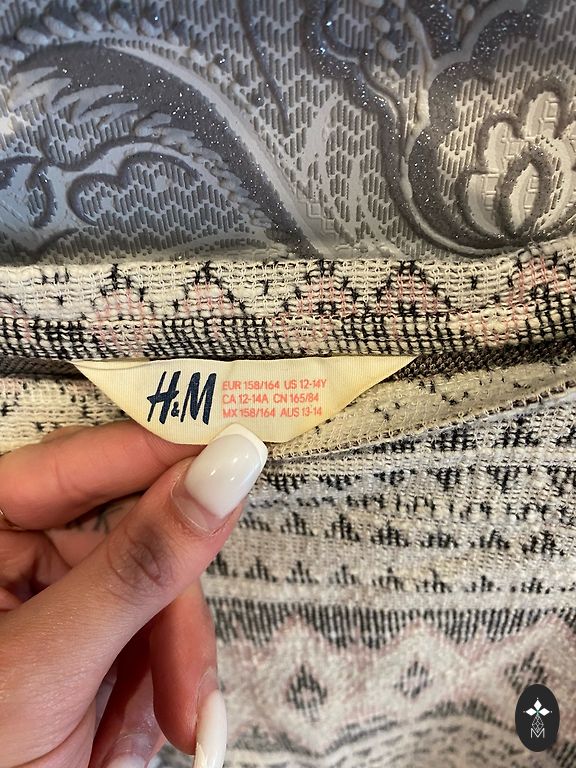 H&M
EUR 158/164 US 12-14Y
CA 12-14A CN 165/84
MX 158/164 AUS 13-14